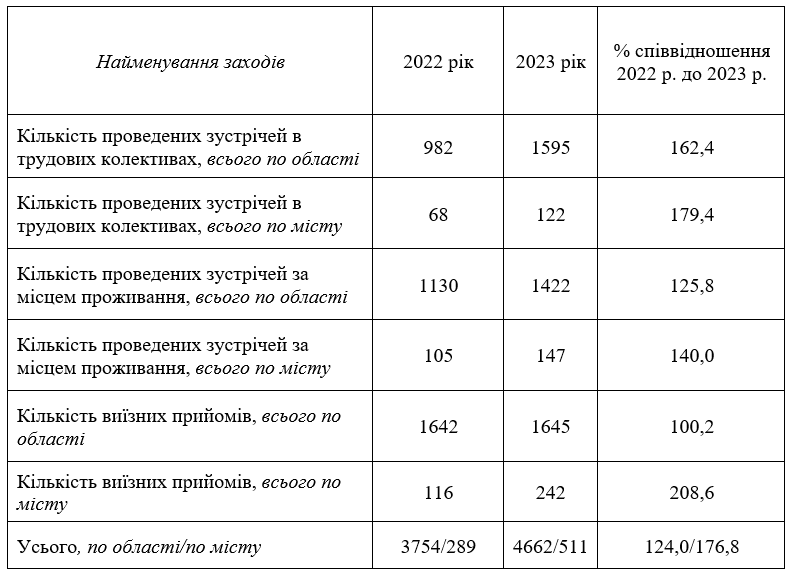 Найменування заходів
2022 рік
2023 рік
% співвідношення
2022 р. до 2023 р.
Кількість проведених зустрічей в
трудових колективах, всього по області
982
1595
162,4
Кількість проведених зустрічей в
трудових колективах, всього по місту
68
122
179,4
Кількість проведених зустрічей за
місцем проживання, всього по області
1130
1422
125,8
Кількість проведених зустрічей за
місцем проживання, всього по місту
105
147
140,0
Кількість виїзних прийомів, всього по
області
1642
1645
100,2
Кількість виїзних прийомів, всього по
місту
116
242
208,6
Усього, по області/по місту
3754/289
4662/511
124,0/176,8